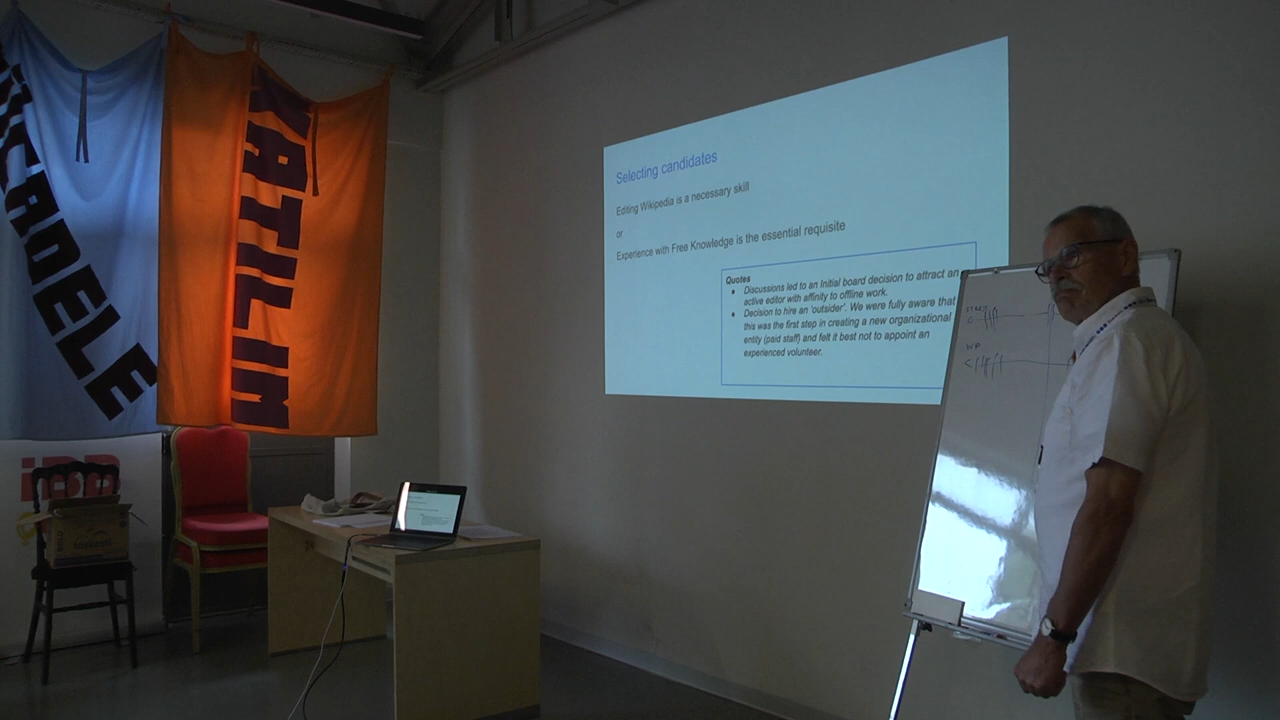 CADELE
KATILIM
Selecting candidates
Editing Wikipedia is a necessary skill
or
Experience with Free Knowledge is the essential requisite
Quotes
• Discussions led to an Initial board decision to attract an
active editor with affinity to offline work.
• Decision to hire an 'outsider'. We were fully aware that
this was the first step in creating a new organizational
entity (paid staff) and felt it best not to appoint an
experienced volunteer.
WP